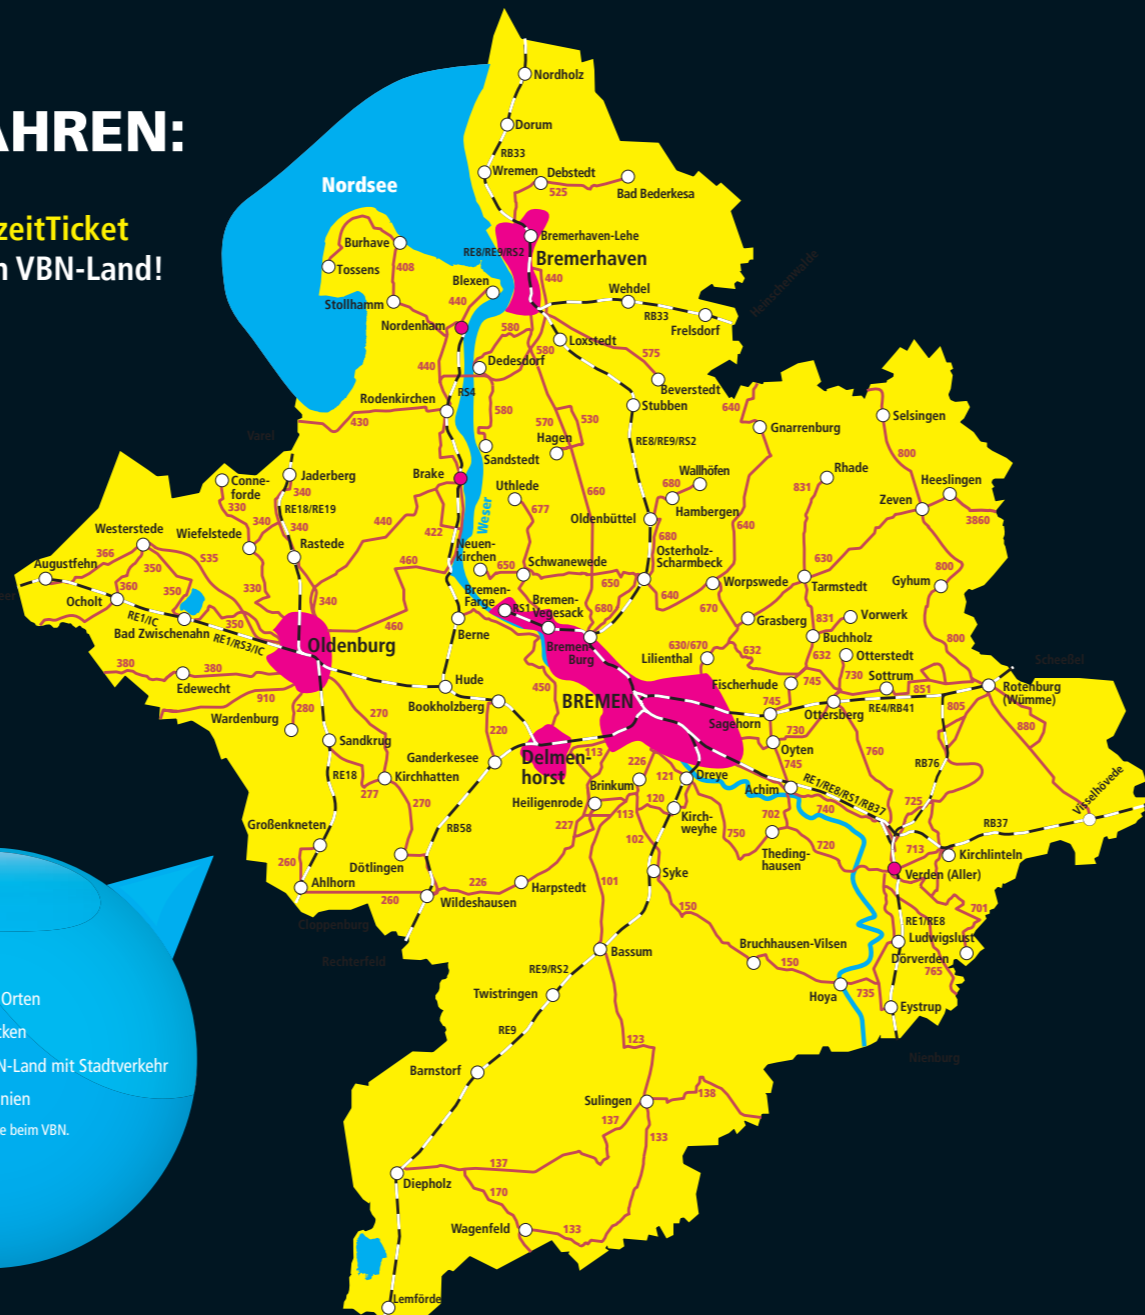 AHREN:
zeitTicket
n VBN-Land!
Nordsee
Nordholz
Dorum
RB33
Wremen
Debstedt
525
Bad Bederkesa
Bremerhaven-Lehe
RE8/RE9/RS2
Bremerhaven
Burhave
Tossens
408
Blexen
440
Stollhamm
440
Nordenham
Wehdel
RB33
Frelsdorf
Heinschenwalde
580
580
Loxstedt
575
Dedesdorf
440
Beverstedt
RS4
Rodenkirchen
Stubben
640
Selsingen
580
430
570
530
Gnarrenburg
Varel
Hagen
RE8/RE9/RS2
800
Sandstedt
Conne-
forde
Jaderberg
Brake
Wallhöfen
Rhade
Heeslingen
330
340
Uthlede
680
831
Zeven
RE18/RE19
660
Hambergen
677
Weser
Oldenbüttel
3860
340
340
440
640
Westerstede
Wiefelstede
422
680
Rastede
366
535
Neuen-
kirchen
Osterholz-
Scharmbeck
630
350
460
650
Schwanewede
800
Augustfehn
Gyhum
eer
360
350
330
Bremen-
Farge
650
Worpswede
Tarmstedt
Ocholt
340
RS1
Bremen-
Vegesack
680
640
670
RE1/IC
350
Grasberg
831
Vorwerk
Bad Zwischenahn
460
Berne
Buchholz
RE1/RS3/IC
Oldenburg
Bremen-
Burg
630/670
632
800
Lilienthal
632
Otterstedt
380
380
Scheeßel
Edewecht
Hude
450
Fischerhude
745
730
Sottrum
851
Rotenburg
(Wümme)
910
280
BREMEN
Bookholzberg
745
Ottersberg
RE4/RB41
805
Wardenburg
270
Sagehorn
880
220
730
Sandkrug
Oyten
Ganderkesee
Delmen-
horst
113
226
745
760
RE18
Kirchhatten
121
Dreye
RB76
277
Brinkum
Achim
RE1/RE8/RS1/RB37
Visselhövede
270
Heiligenrode
120
740
725
113
Kirch-
weyhe
702
Großenkneten
RB58
227
750
RB37
102
Theding-
hausen
720
713
Kirchlinteln
260
Dötlingen
Syke
Verden (Aller)
Ahlhorn
226
Harpstedt
101
260
Wildeshausen
150
701
Cloppenburg
RE1/RE8
Bruchhausen-Vilsen
Ludwigslust
Bassum
Rechterfeld
Dörverden
150
765
RE9/RS2
Twistringen
Hoya
735
Eystrup
RE9
123
Nienburg
Barnstorf
Sulingen
138
137
133
137
Diepholz
170
Wagenfeld
133
Lemförde
Orten
cken
N-Land mit Stadtverkehr
nien
e beim VBN.